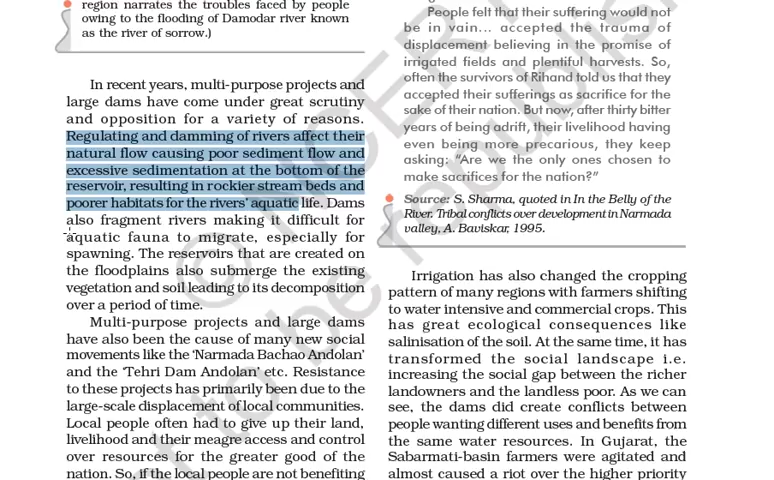 region narrates the troubles faced by people
owing to the flooding of Damodar river known
as the river of sorrow.)
In recent years, multi-purpose projects and
large dams have come under great scrutiny
and opposition for a variety of reasons.
Regulating and damming of rivers affect their
natural flow causing poor sediment flow and
excessive sedimentation at the bottom of the
reservoir, resulting in rockier stream beds and
poorer habitats for the rivers' aquatic life. Dams
also fragment rivers making it difficult for
aquatic fauna to migrate, especially for
spawning. The reservoirs that are created on
the floodplains also submerge the existing
vegetation and soil leading to its decomposition
over a period of time.
Multi-purpose projects and large dams
have also been the cause of many new social
movements like the 'Narmada Bachao Andolan'
and the 'Tehri Dam Andolan' etc. Resistance
to these projects has primarily been due to the
large-scale displacement of local communities.
Local people often had to give up their land,
livelihood and their meagre access and control
over resources for the greater good of the
nation. So, if the local people are not benefiting
People felt that their suffering would not
be in vain... accepted the trauma of
displacement believing in the promise of
irrigated fields and plentiful harvests. So,
often the survivors of Rihand told us that they
accepted their sufferings as sacrifice for the
sake of their nation. But now, after thirty bitter
years of being adrift, their livelihood having
even being more precarious, they keep
asking: "Are we the only ones chosen to
make sacrifices for the nation?"
Source: S. Sharma, quoted in In the Belly of the
River. Tribal conflicts over development in Narmada
valley, A. Baviskar, 1995.
Irrigation has also changed the cropping
pattern of many regions with farmers shifting
to water intensive and commercial crops. This
has great ecological consequences like
salinisation of the soil. At the same time, it has
transformed the social landscape i.e.
increasing the social gap between the richer
landowners and the landless poor. As we can
see, the dams did create conflicts between
people wanting different uses and benefits from
the same water resources. In Gujarat, the
Sabarmati-basin farmers were agitated and
almost caused a riot over the higher priority